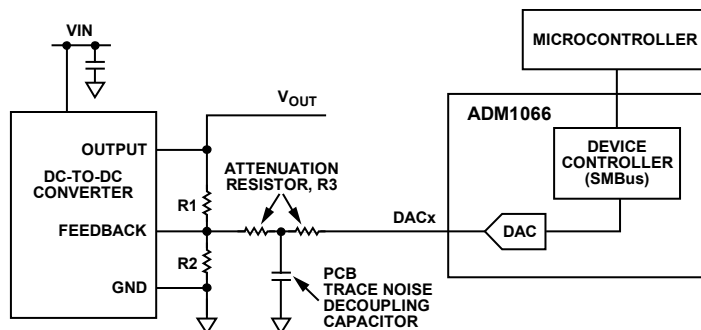 VIN
MICROCONTROLLER
VOUT
ADM1066
OUTPUT
DC-TO-DC
CONVERTER
ATTENUATION
RESISTOR, R3
DEVICE
CONTROLLER
(SMBus)
R1
FEEDBACK
DACx
DAC
R2
GND
PCB
TRACE NOISE
DECOUPLING
CAPACITOR